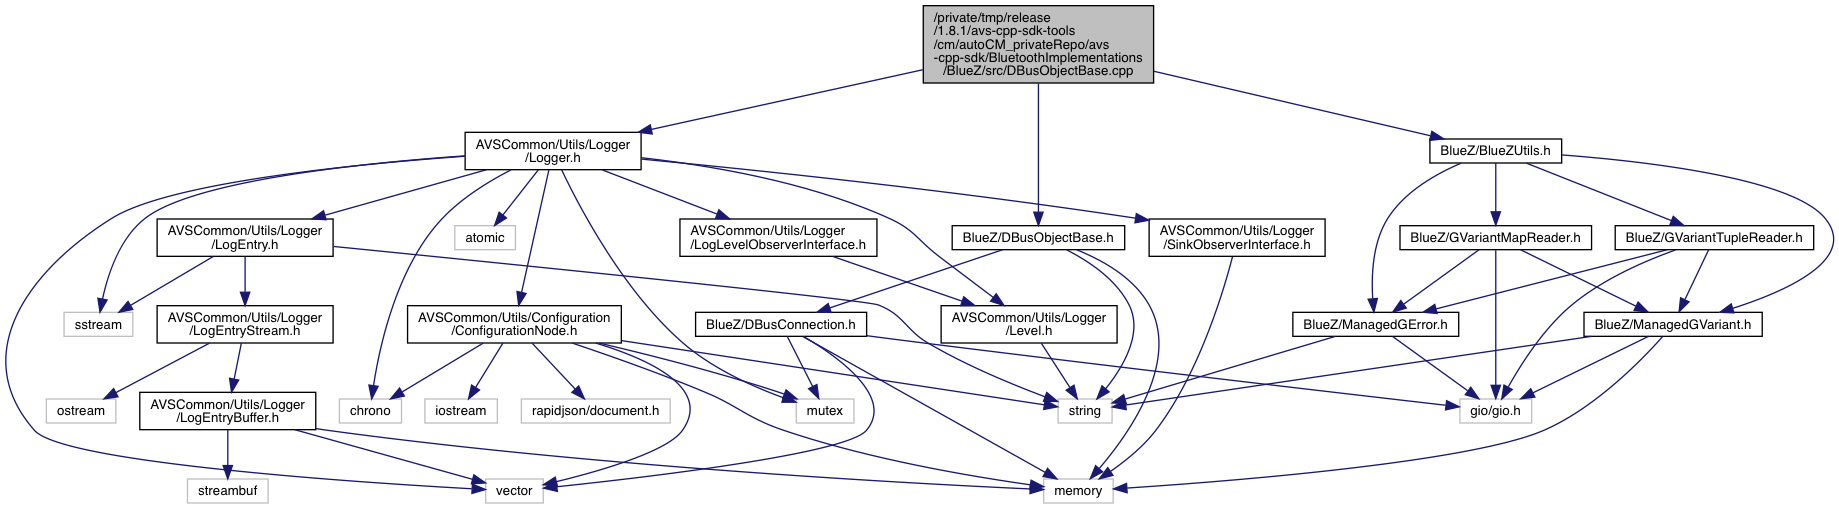 /private/tmp/release
/1.8.1/avs-cpp-sdk-tools
/cm/autoCM_privateRepo/avs
-cpp-sdk/BluetoothImplementations
/BlueZ/src/DBusObjectBase.cpp
AVSCommon/Utils/Logger
/Logger.h
BlueZ/BlueZUtils.h
AVSCommon/Utils/Logger
/LogEntry.h
atomic
AVSCommon/Utils/Logger
/LogLevelObserverInterface.h
BlueZ/DBusObjectBase.h
AVSCommon/Utils/Logger
/SinkObserverInterface.h
BlueZ/GVariantMapReader.h
BlueZ/GVariantTupleReader.h
sstream
AVSCommon/Utils/Logger
/LogEntryStream.h
AVSCommon/Utils/Configuration
/ConfigurationNode.h
BlueZ/DBusConnection.h
AVSCommon/Utils/Logger
/Level.h
BlueZ/ManagedGError.h
BlueZ/ManagedGVariant.h
ostream
AVSCommon/Utils/Logger
/LogEntryBuffer.h
chrono
iostream
rapidjson/document.h
mutex
string
gio/gio.h
streambuf
vector
memory